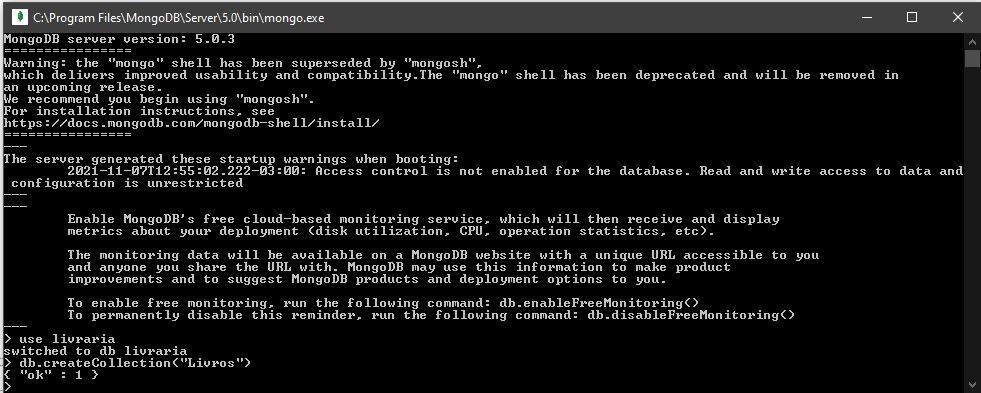 C:\Program Files\MongoDB\Server\5.0\bin\mongo.exe
MongoDB server version: 5.0.3
================
Warning: the "mongo" shell has been superseded by "mongosh",
which delivers improved usability and compatibility.The "mongo" shell has been deprecated and will be removed in
an upcoming release.
We recommend you begin using "mongosh".
For installation instructions, see
https://docs.mongodb.com/mongodb-shell/install/
================
---
The server generated these startup warnings when booting:
        2021-11-07T12:55:02.222-03:00: Access control is not enabled for the database. Read and write access to data and
 configuration is unrestricted
---
---
        Enable MongoDB's free cloud-based monitoring service, which will then receive and display
        metrics about your deployment (disk utilization, CPU, operation statistics, etc).

        The monitoring data will be available on a MongoDB website with a unique URL accessible to you
        and anyone you share the URL with. MongoDB may use this information to make product
        improvements and to suggest MongoDB products and deployment options to you.

        To enable free monitoring, run the following command: db.enableFreeMonitoring()
        To permanently disable this reminder, run the following command: db.disableFreeMonitoring()
---
> use livraria
switched to db livraria
> db.createCollection("Livros")
{ "ok" : 1 }
>